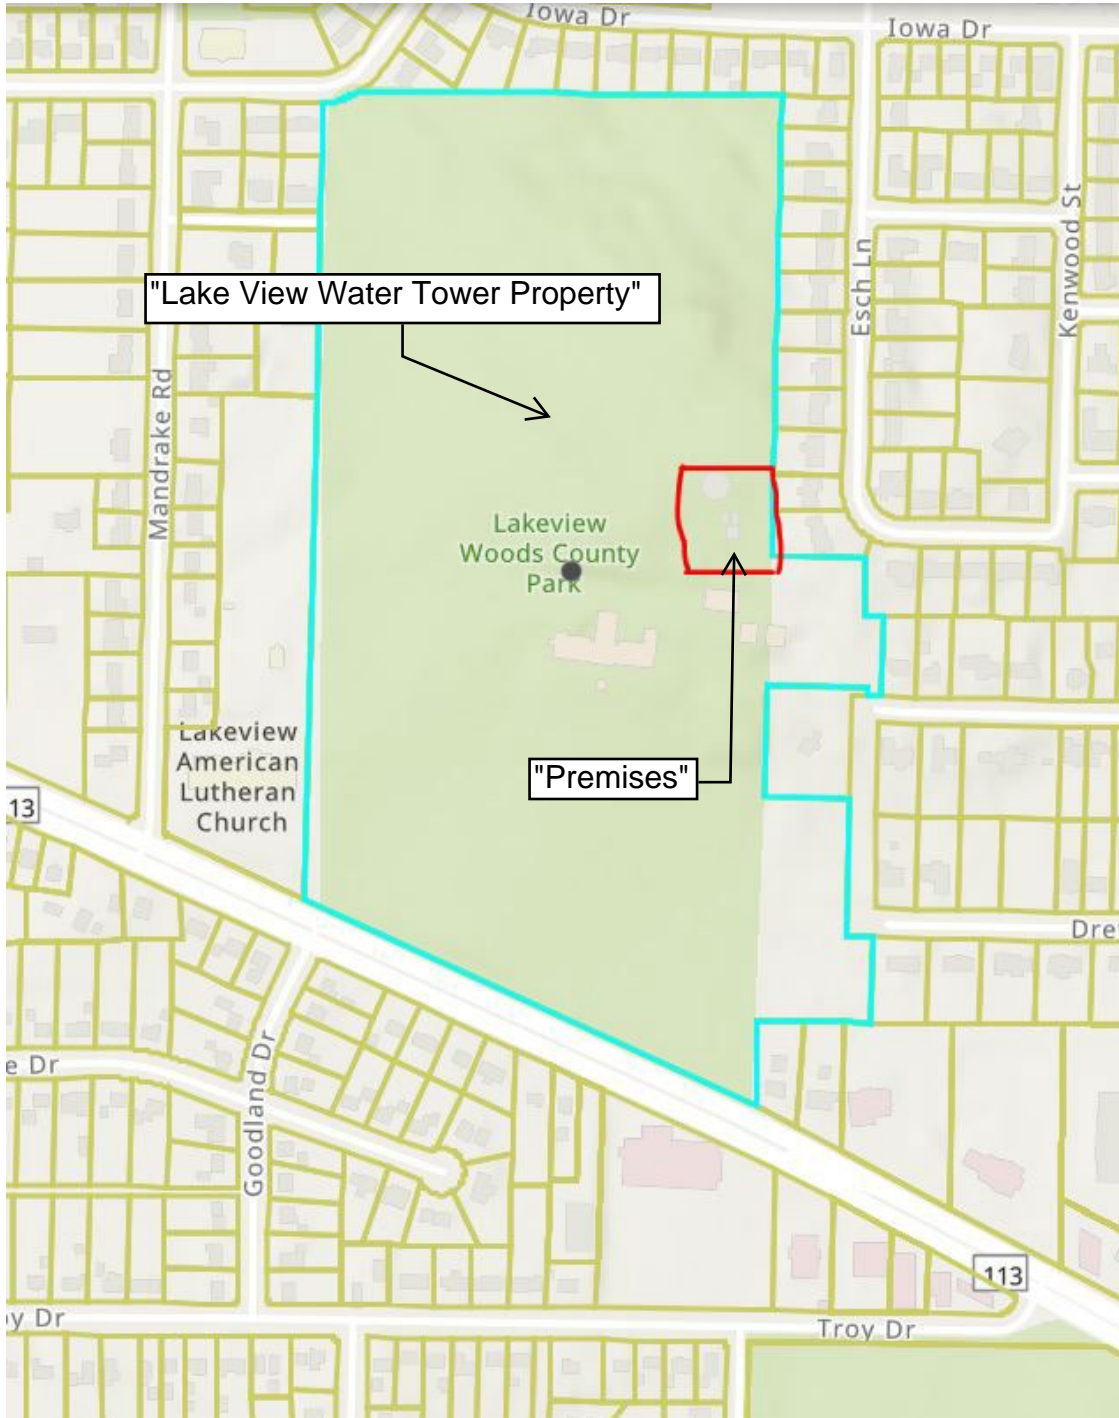 Iowa Dr
Iowa Dr
Kenwood St
Esch Ln
"Lake View Water Tower Property"
Mandrake Rd
Lakeview
Woods County
Park
Lakeview
American
Lutheran
Church
"Premises"
13
Dre
e Dr
Goodland Dr
113
y Dr
Troy Dr